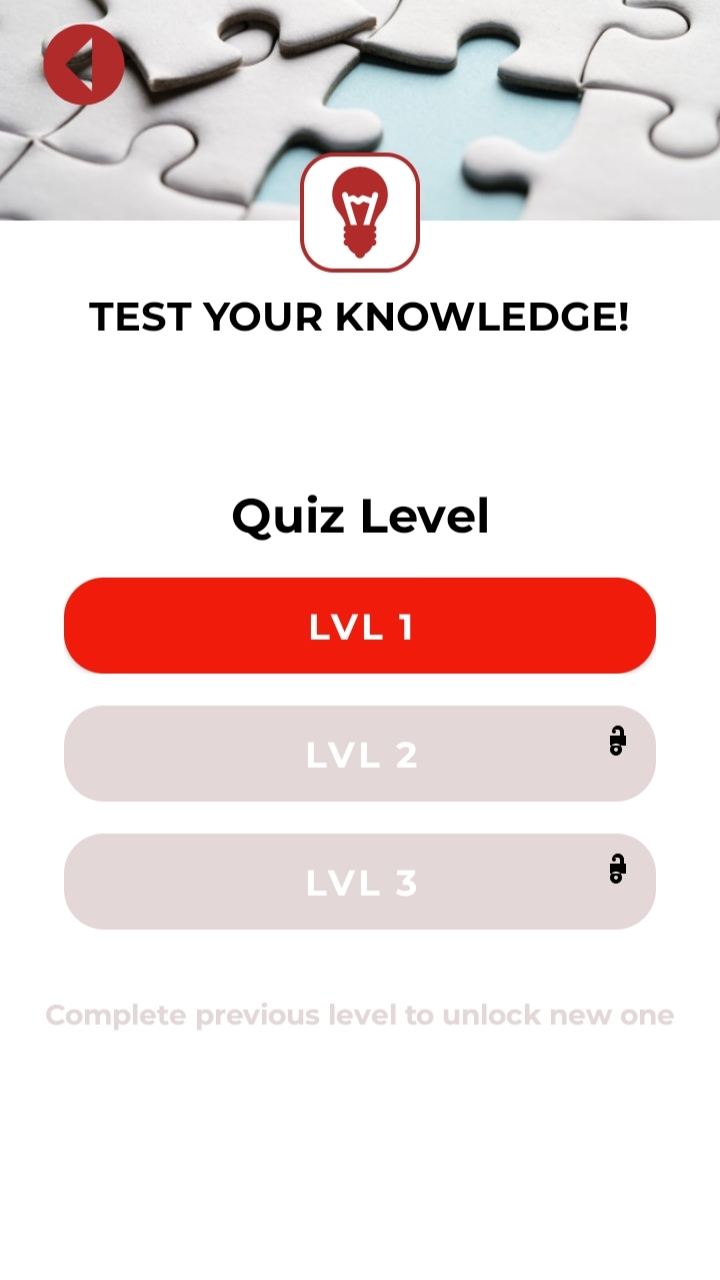 TEST YOUR KNOWLEDGE!
Quiz Level
LVL 1
LVL 2
LVL 3
Complete previous level to unlock new one